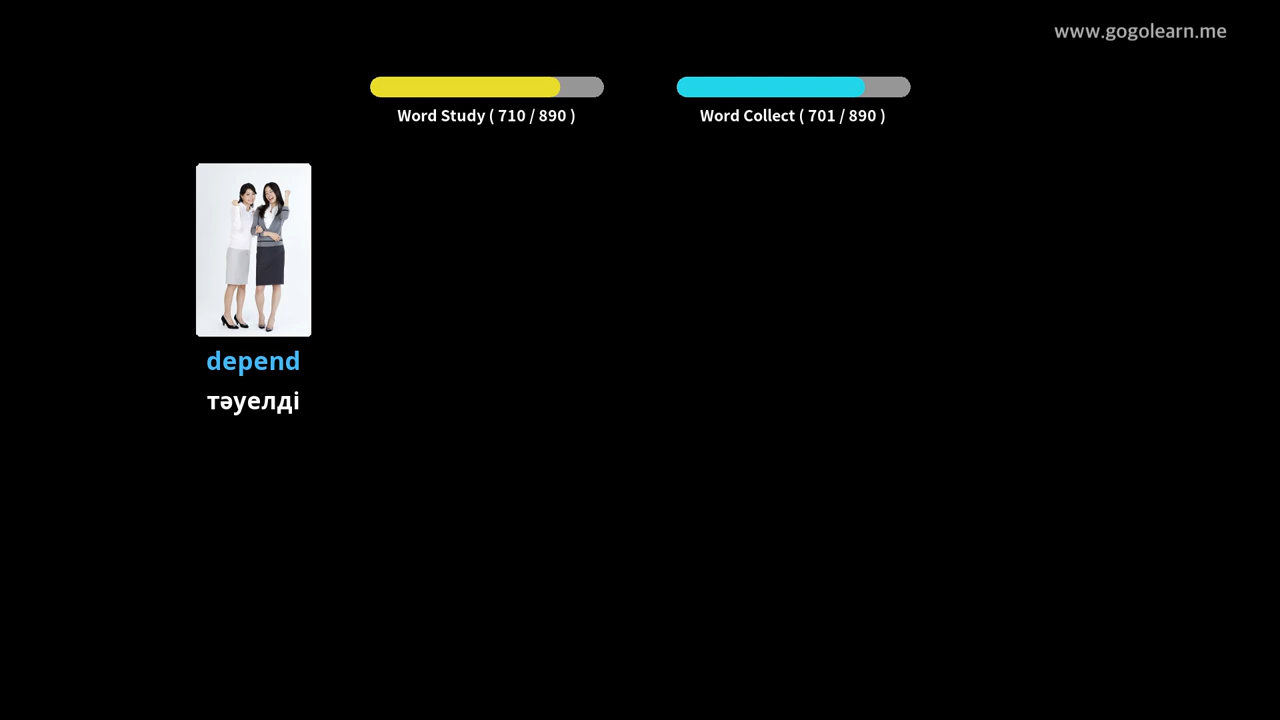 www.gogolearn.me
Word Study ( 710 / 890 )
Word Collect ( 701 / 890 )
depend
тәуелді